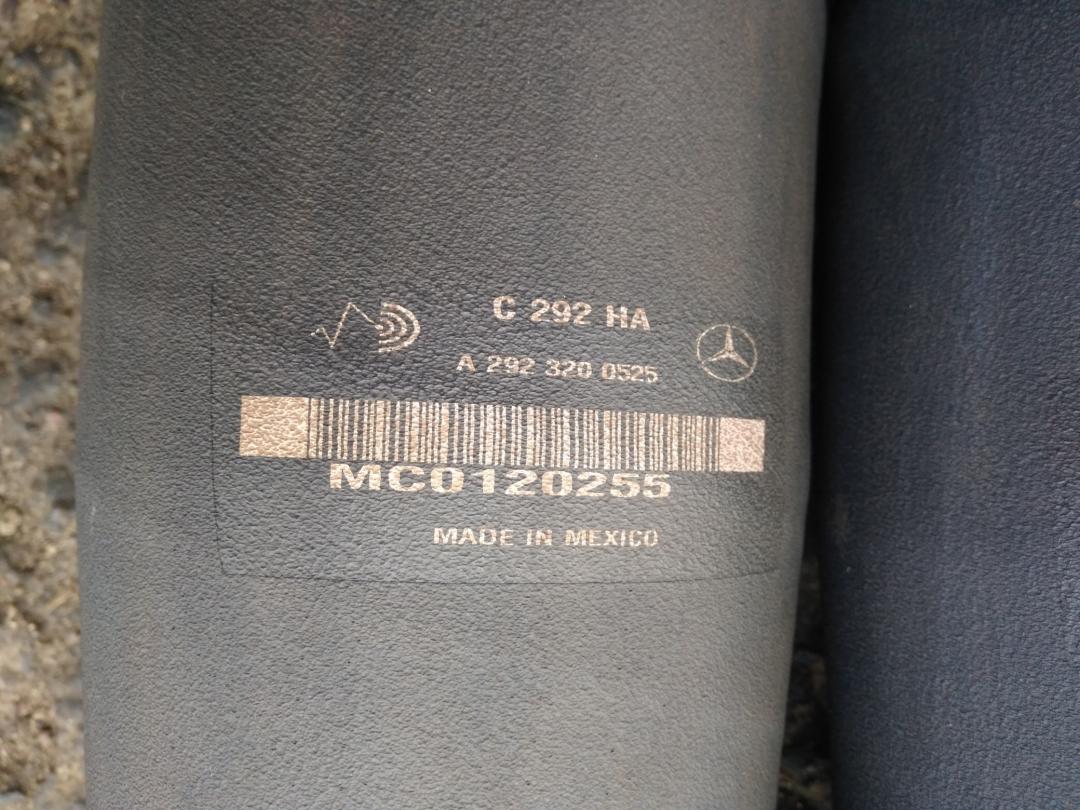 C 292 HA
A 292 320 0525
MC0120255
MADE IN MEXICO